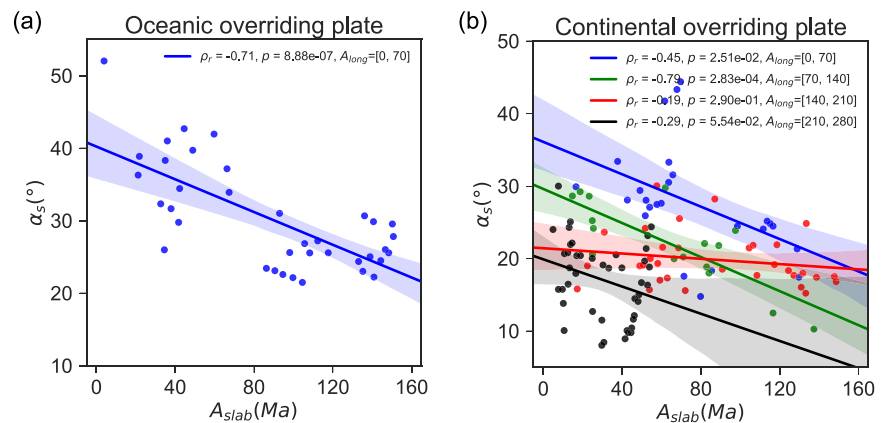 (a) Oceanic overriding plate
ρr = -0.71, p = 8.88e-07, Along=[0, 70]
50
40
30
20
10
αs(°)
0 40 80 120 160
Aslab(Ma)
(b) Continental overriding plate
ρr = -0.45, p = 2.51e-02, Along=[0, 70]
ρr = -0.79, p = 2.83e-04, Along=[70, 140]
ρr = -0.19, p = 2.90e-01, Along=[140, 210]
ρr = -0.29, p = 5.54e-02, Along=[210, 280]
50
40
30
20
10
αs(°)
0 40 80 120 160
Aslab(Ma)